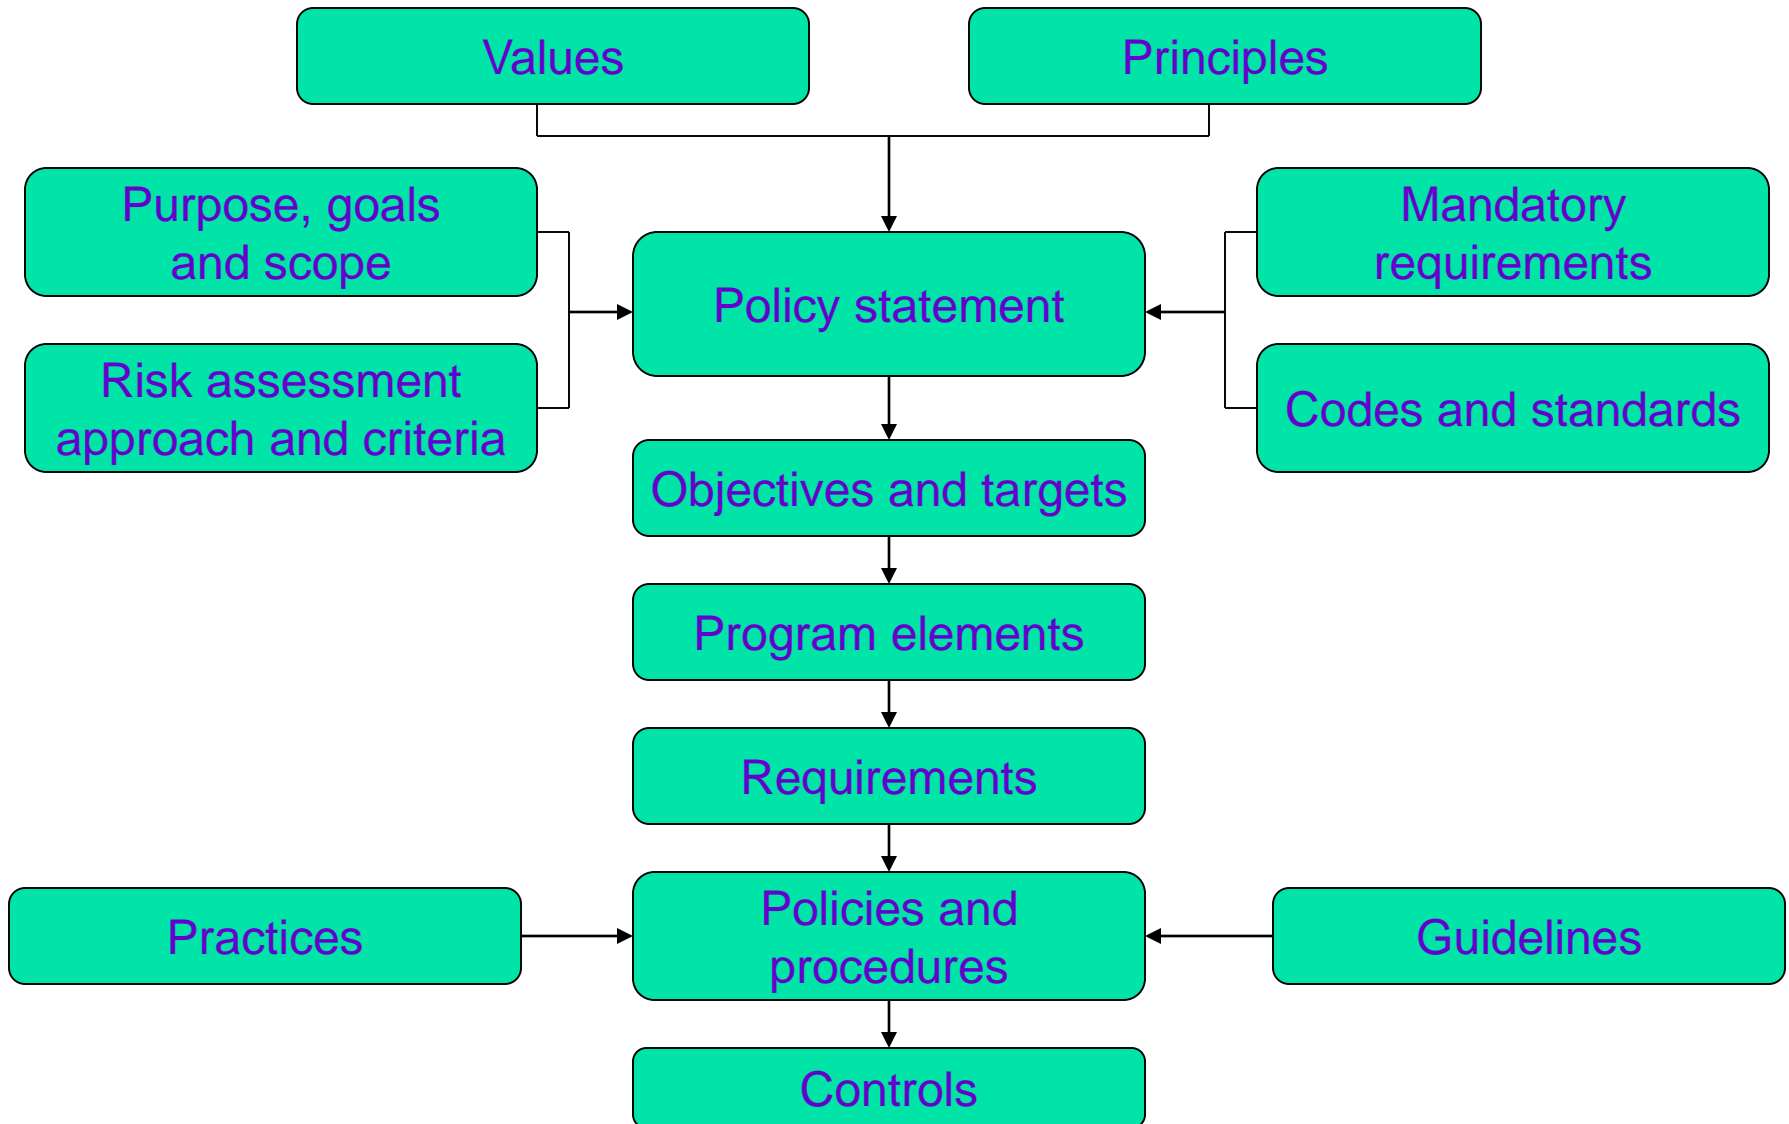 Values
Principles
Purpose, goals
and scope
Mandatory
requirements
Policy statement
Risk assessment
approach and criteria
Codes and standards
Objectives and targets
Program elements
Requirements
Practices
Policies and
procedures
Guidelines
Controls